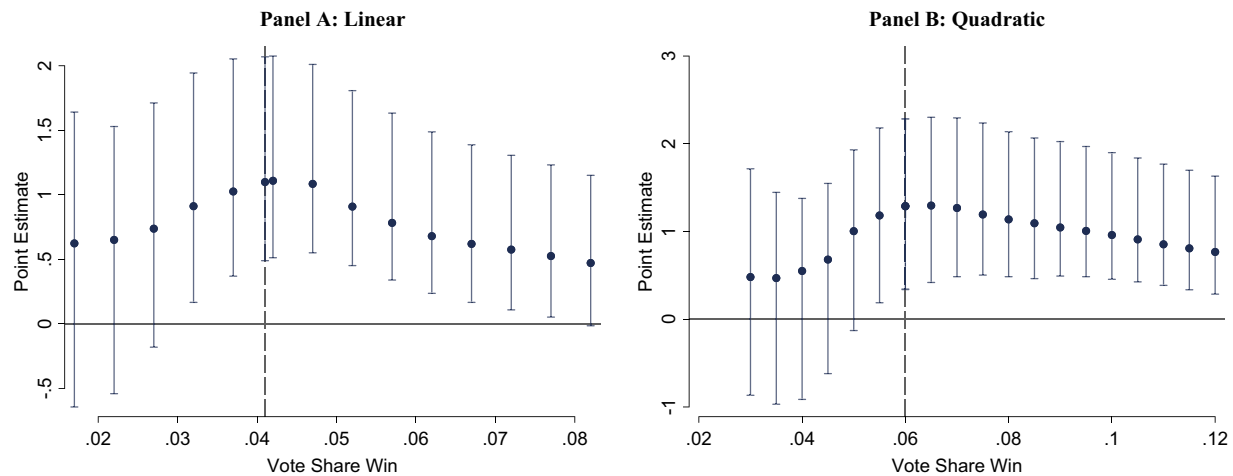 Panel A: Linear
Point Estimate
2
1.5
1
.5
0
-.5
.02 .03 .04 .05 .06 .07 .08
Vote Share Win
Panel B: Quadratic
Point Estimate
3
2
1
0
-1
.02 .04 .06 .08 .1 .12
Vote Share Win